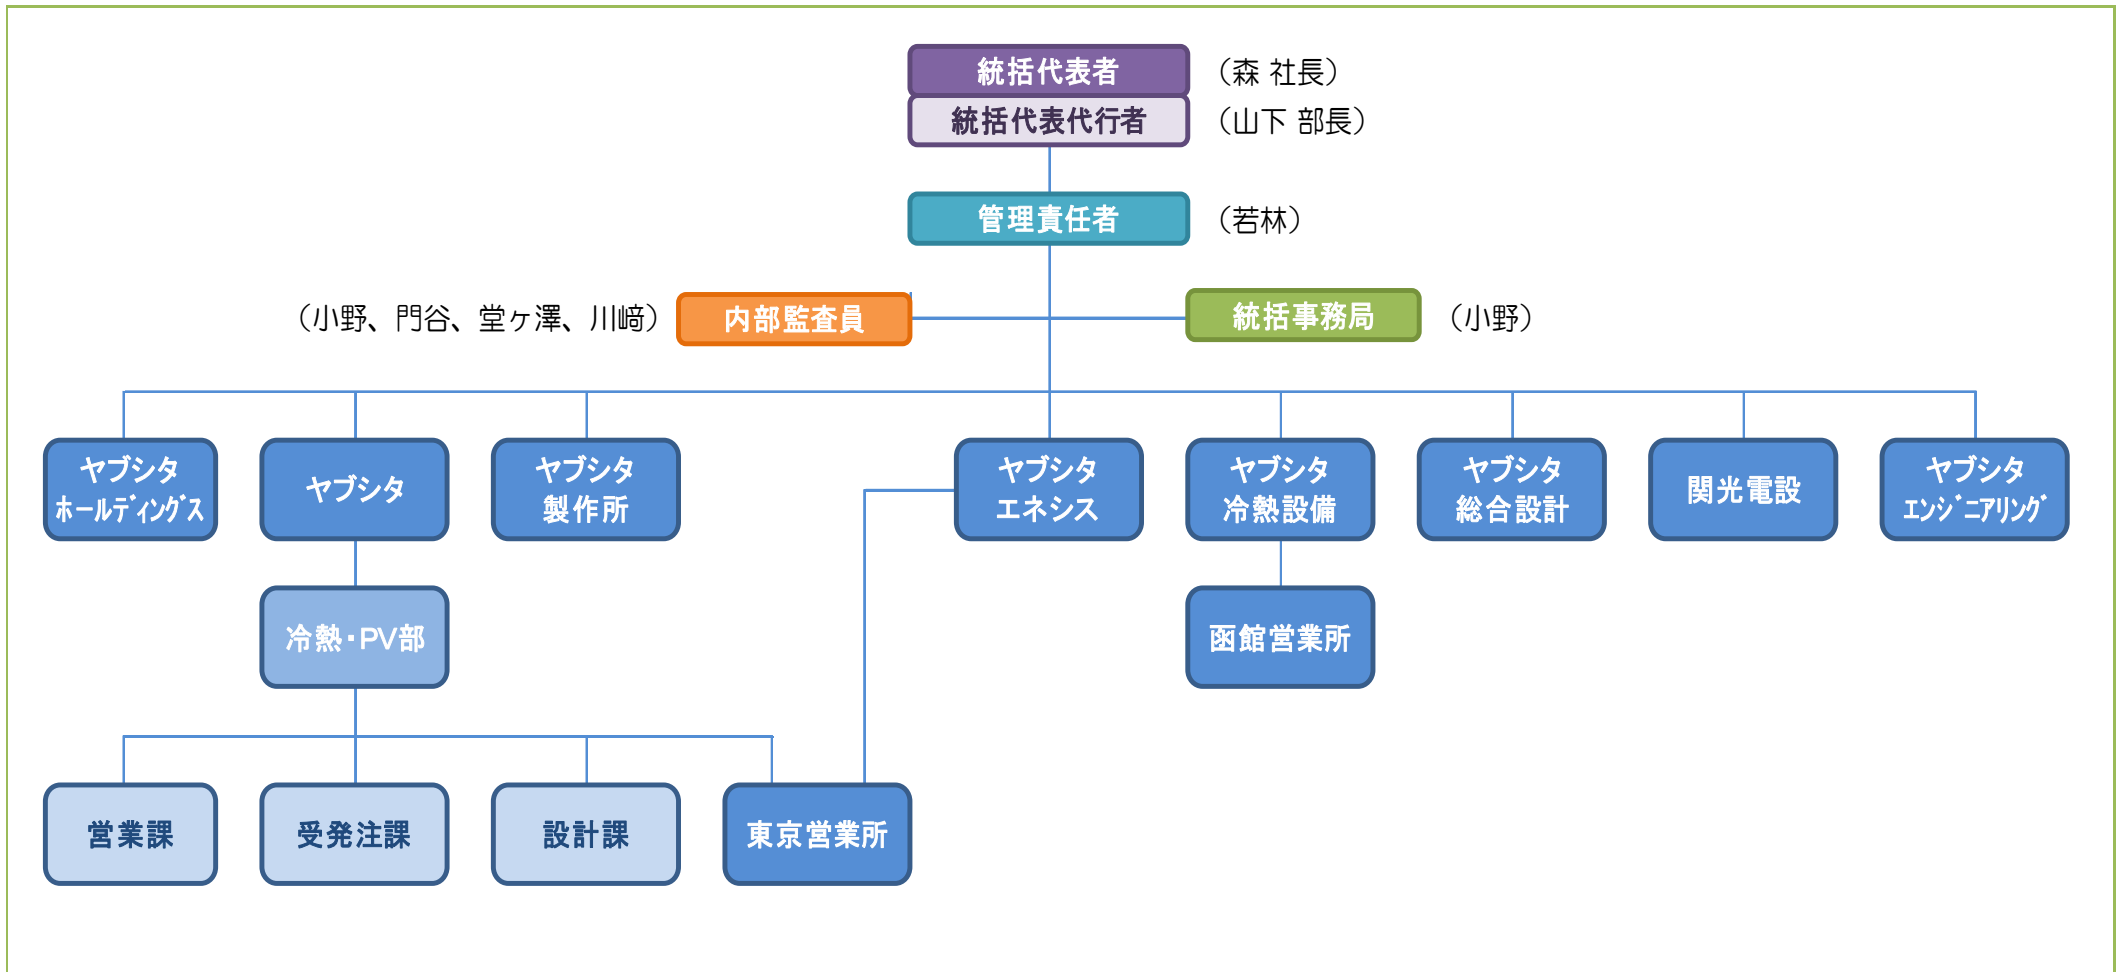 統括代表者 （森 社長）
統括代表代行者 （山下 部長）
管理責任者 （若林）
（小野、門谷、堂ヶ澤、川﨑） 内部監査員 統括事務局 （小野）
ヤブシタ
ホールディングス
ヤブシタ
ヤブシタ
製作所
ヤブシタ
エネシス
ヤブシタ
冷熱設備
ヤブシタ
総合設計
関光電設
ヤブシタ
エンジニアリング
冷熱・PV部
函館営業所
営業課
受発注課
設計課
東京営業所